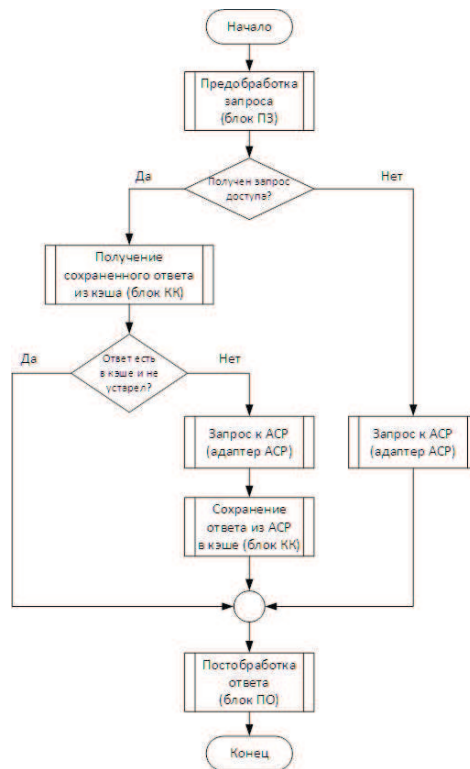 Начало
Предобработка
запроса
(блок ПЗ)
Получен запрос
доступа?
Да
Нет
Получение
сохраненного ответа
из кэша (блок КК)
Ответ есть
в кэше и не
устарел?
Да
Нет
Запрос к АСР
(адаптер АСР)
Запрос к АСР
(адаптер АСР)
Сохранение
ответа из АСР
в кэше (блок КК)
Постобработка
ответа
(блок ПО)
Конец